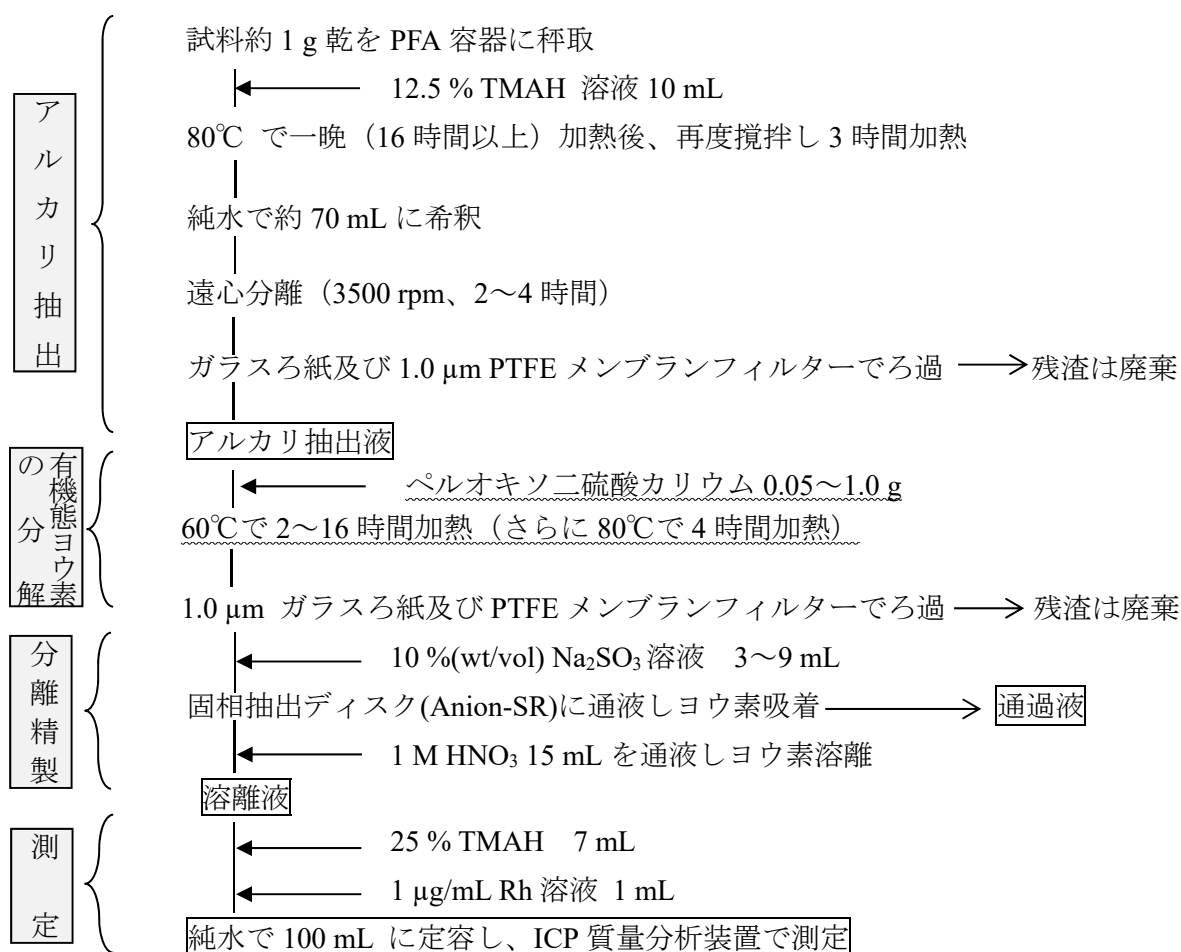 アルカリ抽出
試料約 1 g 乾を PFA 容器に秤取
12.5 % TMAH 溶液 10 mL
80℃ で一晩（16 時間以上）加熱後、再度撹拌し 3 時間加熱
純水で約 70 mL に希釈
遠心分離（3500 rpm、2～4 時間）
ガラスろ紙及び 1.0 µm PTFE メンブランフィルターでろ過 残渣は廃棄
アルカリ抽出液
有機態ヨウ素の分解
ペルオキソ二硫酸カリウム 0.05～1.0 g
60℃で 2～16 時間加熱（さらに 80℃で 4 時間加熱）
1.0 µm ガラスろ紙及び PTFE メンブランフィルターでろ過 残渣は廃棄
分離精製
10 %(wt/vol) Na₂SO₃ 溶液 3～9 mL
固相抽出ディスク(Anion-SR)に通液しヨウ素吸着 通過液
1 M HNO₃ 15 mL を通液しヨウ素溶離
溶離液
測定
25 % TMAH 7 mL
1 µg/mL Rh 溶液 1 mL
純水で 100 mL に定容し、ICP 質量分析装置で測定